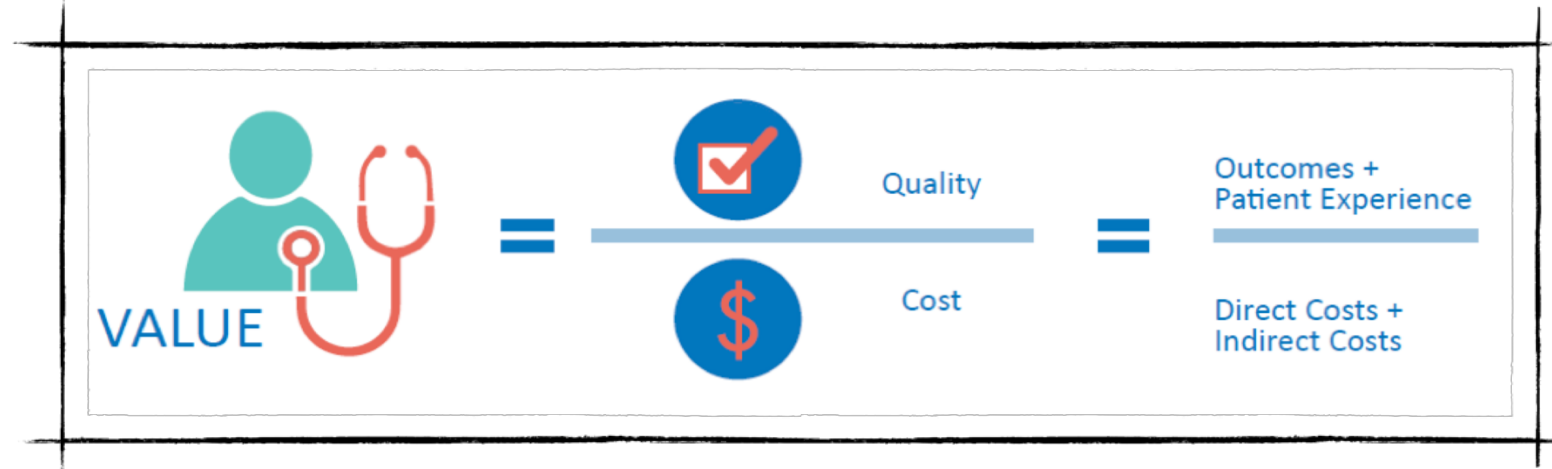 VALUE
=
Quality
Cost
$
=
Outcomes +
Patient Experience
Direct Costs +
Indirect Costs